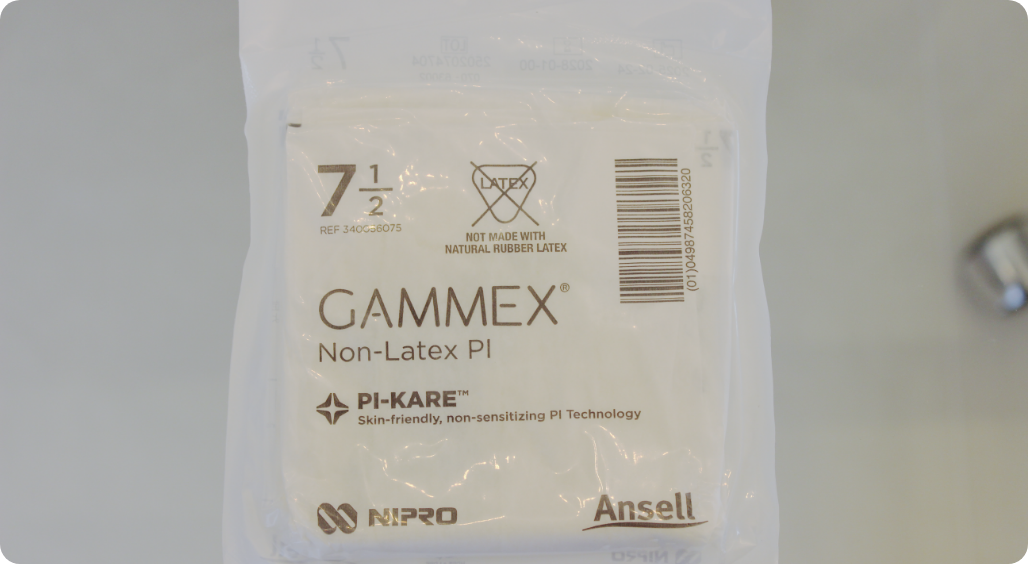 7 1/2
REF 340056075
LATEX
NOT MADE WITH
NATURAL RUBBER LATEX
(01)04987458206320
GAMMEX®
Non-Latex PI
PI-KARE™
Skin-friendly, non-sensitizing PI Technology
NIPRO
Ansell